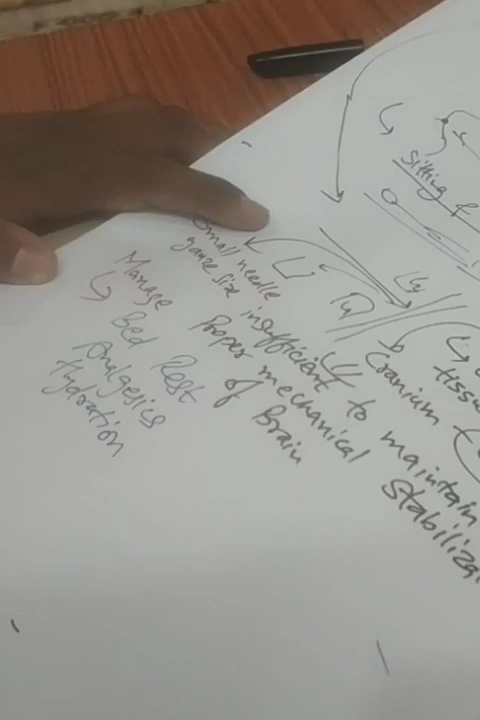 Sitting &
Small needle
gauge size insufficient to maintain
Proper mechanical stabiliza
of Brain
Cranium
tissu
Manage
Bed Rest
Analgesics
Hydration